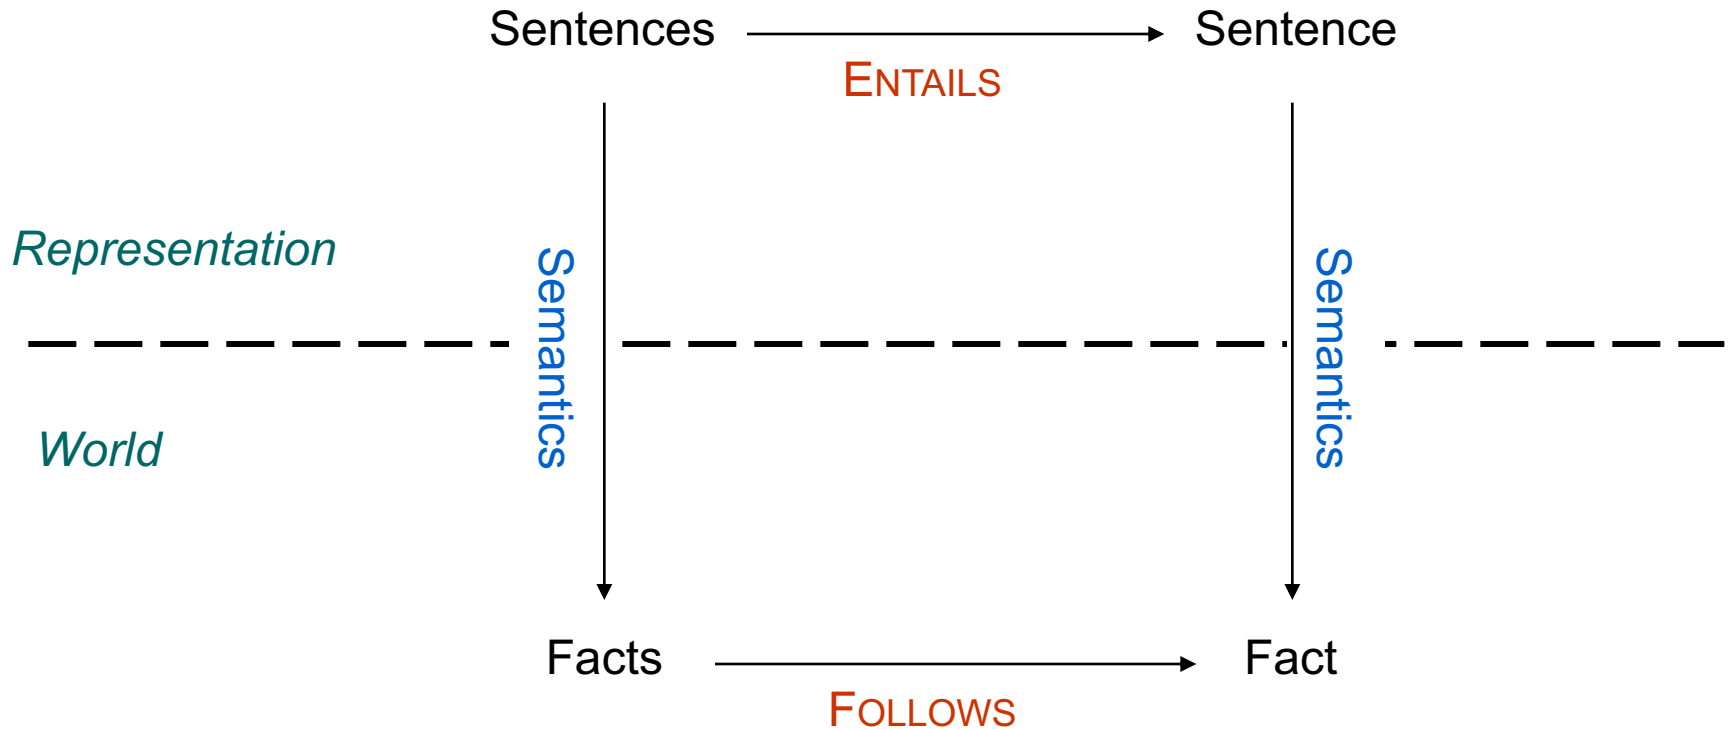 Sentences
Sentence
ENTAILS
Representation
Semantics
Semantics
World
Facts
Fact
FOLLOWS